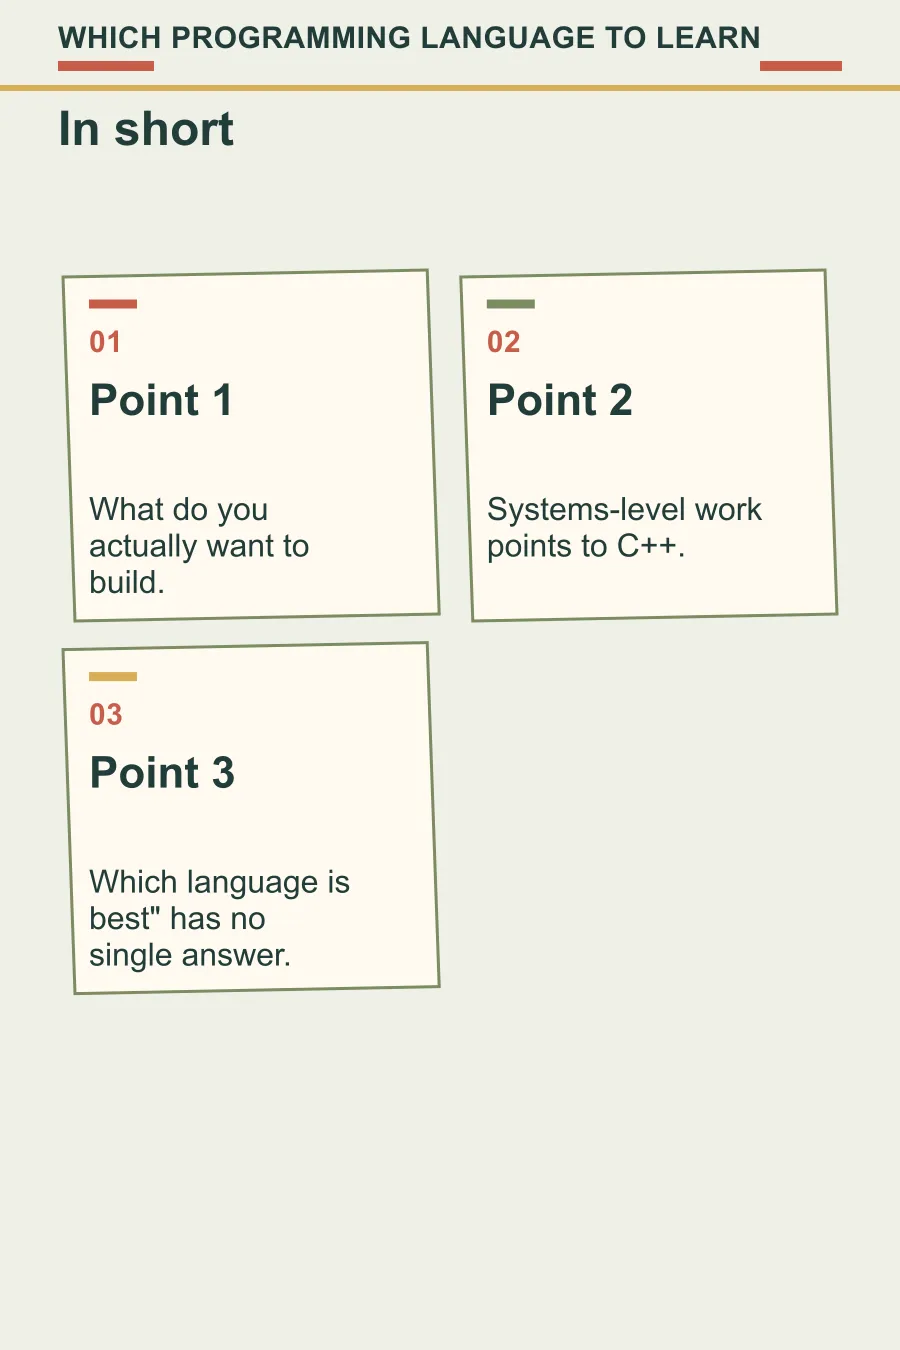 WHICH PROGRAMMING LANGUAGE TO LEARN
In short
01
Point 1
What do you
actually want to
build.
02
Point 2
Systems-level work
points to C++.
03
Point 3
Which language is
best" has no
single answer.